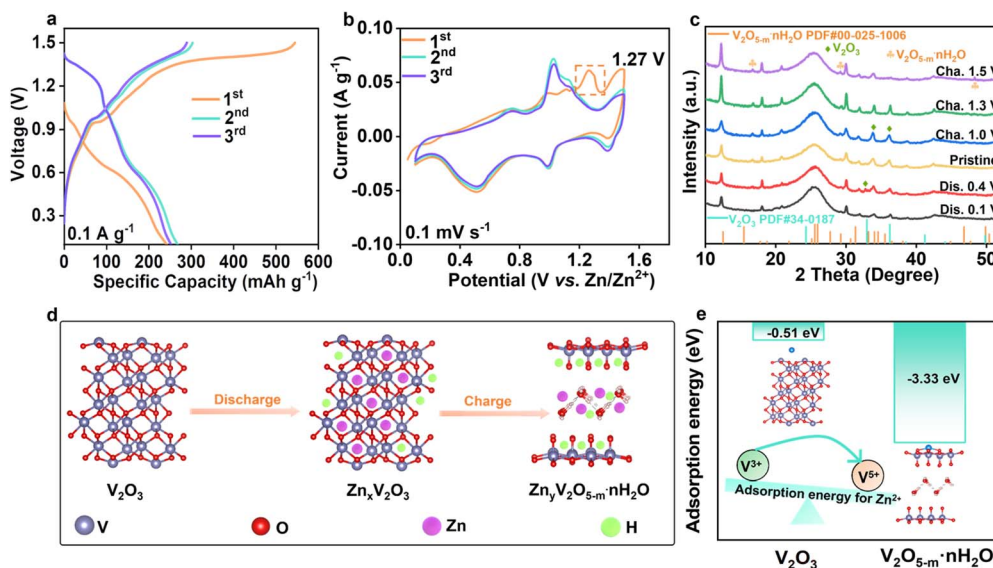 a
1.5
1.2
0.9
0.6
0.3
Voltage (V)
1st
2nd
3rd
0.1 A g-1
0 100 200 300 400 500 600
Specific Capacity (mAh g-1)
b
0.10
0.05
0.00
-0.05
-0.10
Current (A g-1)
1st
2nd
3rd
1.27 V
0.1 mV s-1
0.0 0.4 0.8 1.2 1.6
Potential (V vs. Zn/Zn2+)
c
V2O5-m·nH2O PDF#00-025-1006
V2O3
V2O5-m·nH2O
Cha. 1.5 V
Cha. 1.3 V
Cha. 1.0 V
Pristine
Dis. 0.4 V
Dis. 0.1 V
V2O3 PDF#34-0187
Intensity (a.u.)
10 20 30 40 50
2 Theta (Degree)
d
Discharge
Charge
V2O3
ZnxV2O3
ZnyV2O5-m·nH2O
V
O
Zn
H
e
Adsorption energy (eV)
-0.51 eV
-3.33 eV
V3+
V5+
Adsorption energy for Zn2+
V2O3
V2O5-m·nH2O